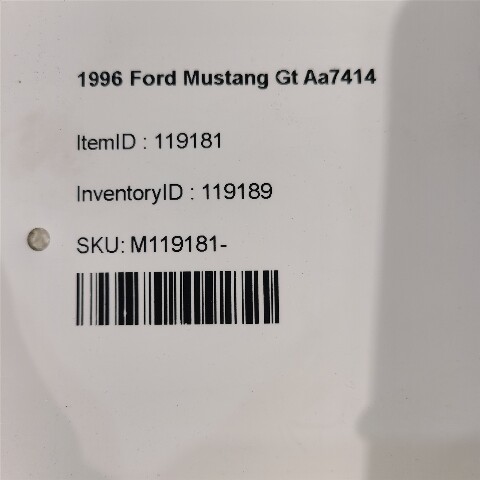 1996 Ford Mustang Gt Aa7414
ItemID : 119181
InventoryID : 119189
SKU: M119181-